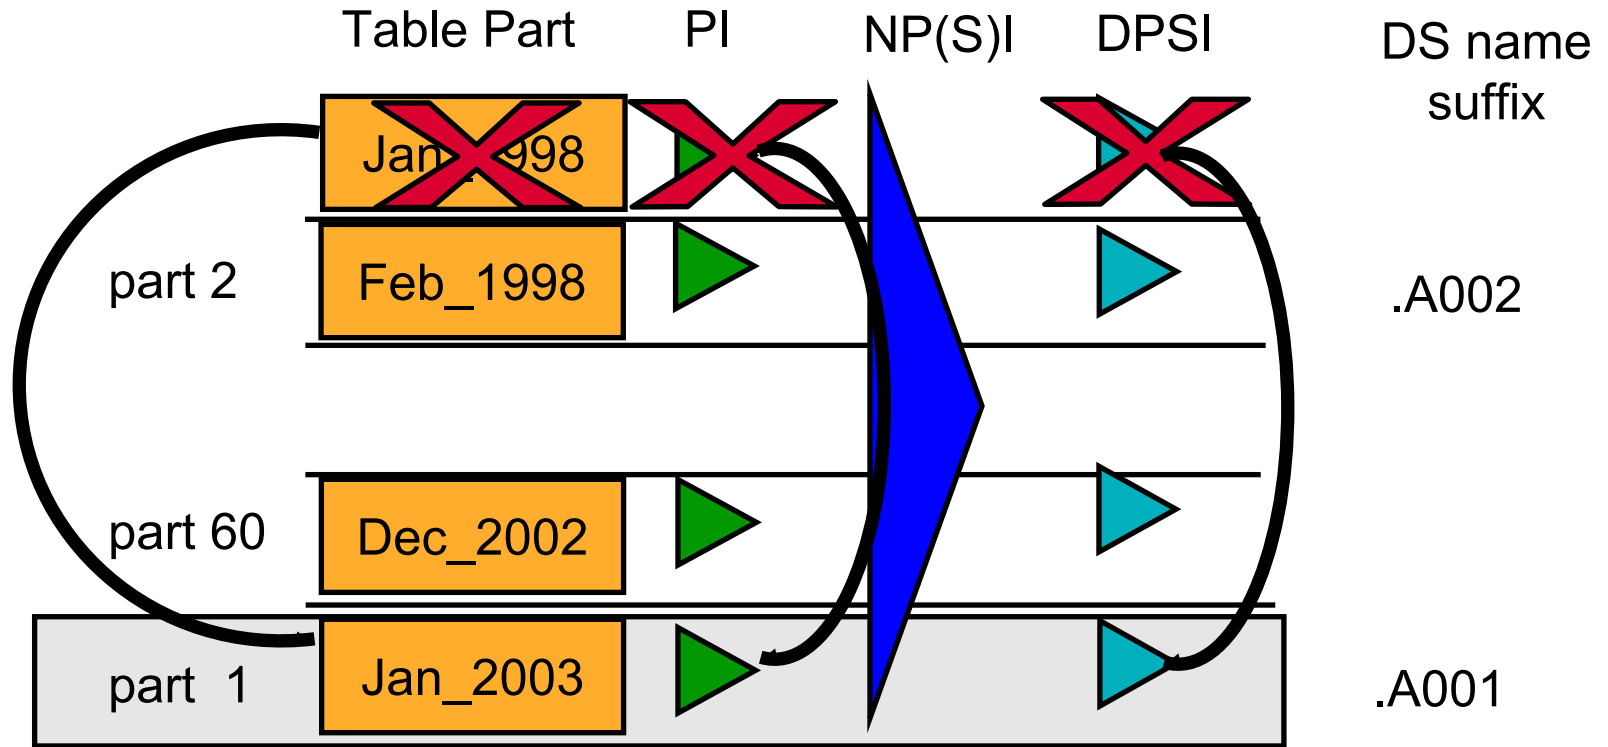 Table Part PI NP(S)I DPSI DS name
suffix
Jan_1998
part 2 Feb_1998 .A002
part 60 Dec_2002
part 1 Jan_2003 .A001